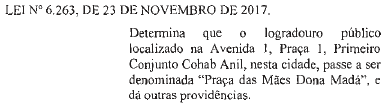 LEI Nº 6.263, DE 23 DE NOVEMBRO DE 2017.
Determina que o logradouro público
localizado na Avenida 1, Praça 1, Primeiro
Conjunto Cohab Anil, nesta cidade, passe a ser
denominada “Praça das Mães Dona Madá”, e
dá outras providências.